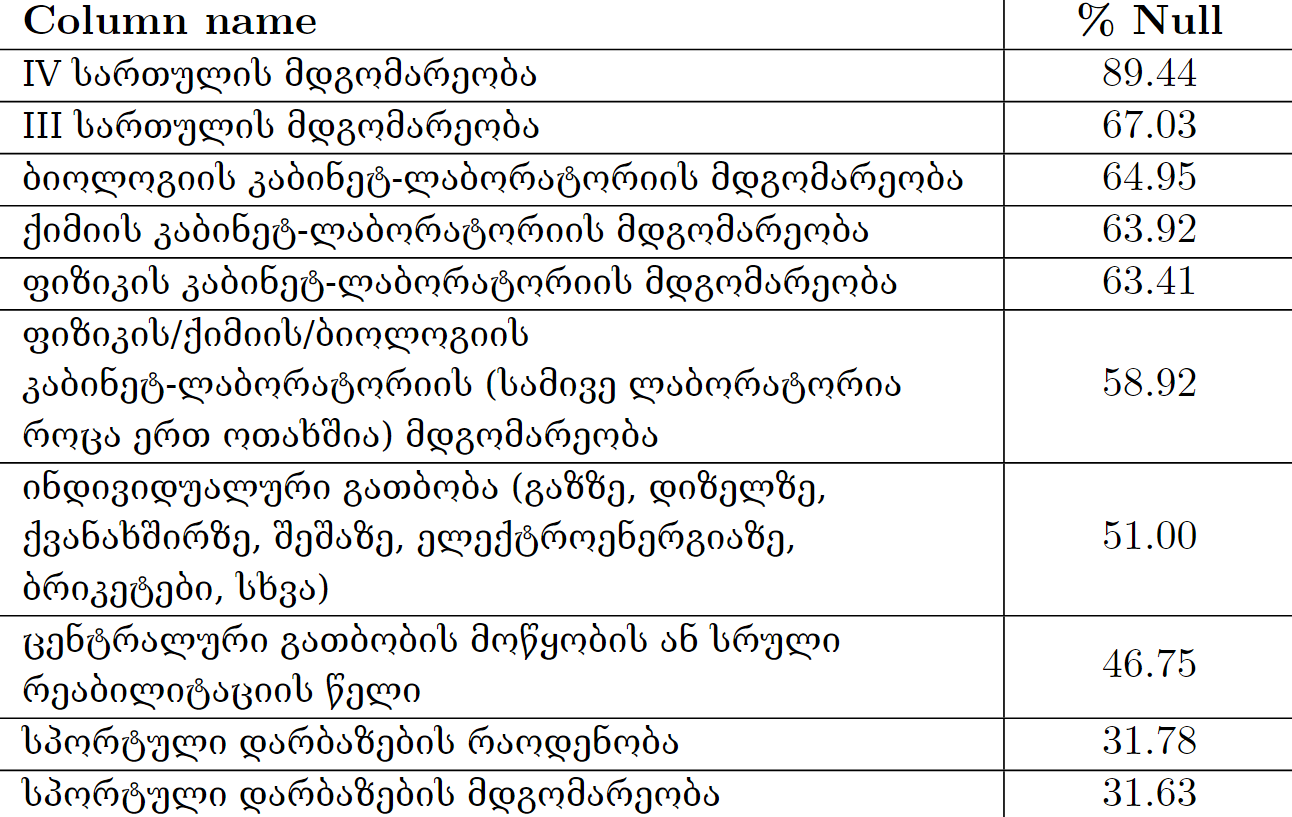 Column name % Null
IV სართულის მდგომარეობა 89.44
III სართულის მდგომარეობა 67.03
ბიოლოგიის კაბინეტ-ლაბორატორიის მდგომარეობა 64.95
ქიმიის კაბინეტ-ლაბორატორიის მდგომარეობა 63.92
ფიზიკის კაბინეტ-ლაბორატორიის მდგომარეობა 63.41
ფიზიკის/ქიმიის/ბიოლოგიის
კაბინეტ-ლაბორატორიის (სამივე ლაბორატორია 58.92
როცა ერთ ოთახშია) მდგომარეობა
ინდივიდუალური გათბობა (გაზზე, დიზელზე,
ქვანახშირზე, შეშაზე, ელექტროენერგიაზე, 51.00
ბრიკეტები, სხვა)
ცენტრალური გათბობის მოწყობის ან სრული
რეაბილიტაციის წელი 46.75
სპორტული დარბაზების რაოდენობა 31.78
სპორტული დარბაზების მდგომარეობა 31.63